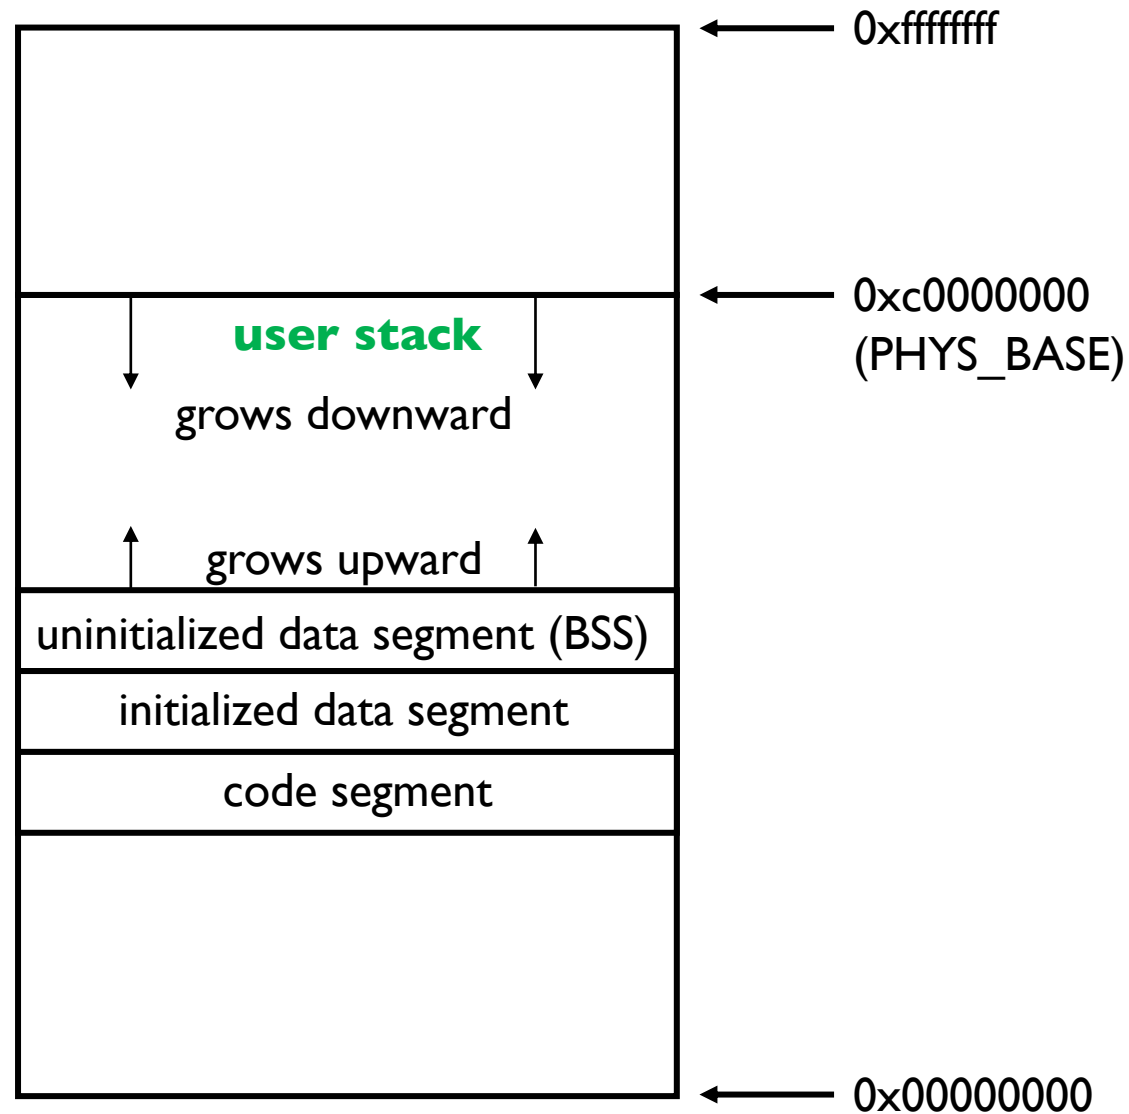 0xffffffff
0xc0000000
(PHYS_BASE)
user stack
grows downward
grows upward
uninitialized data segment (BSS)
initialized data segment
code segment
0x00000000